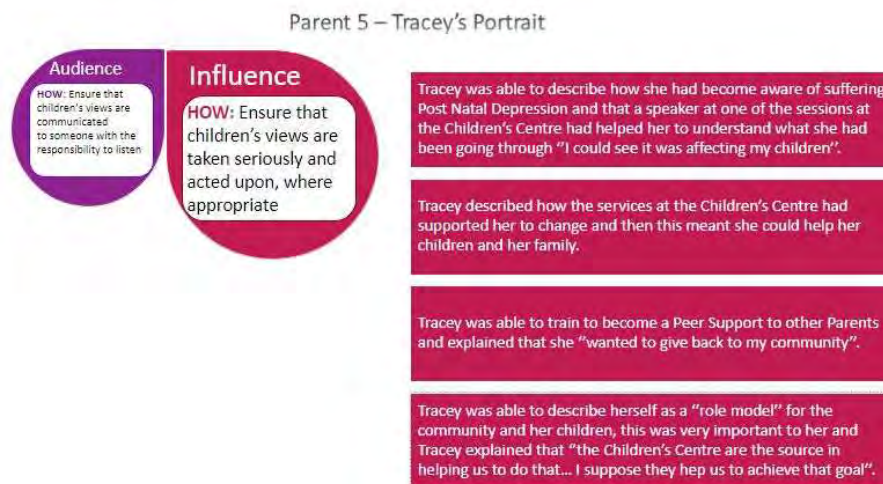 Parent 5 – Tracey's Portrait
Audience
HOW: Ensure that
children's views are
communicated
to someone with the
responsibility to listen
Influence
HOW: Ensure that
children's views are
taken seriously and
acted upon, where
appropriate
Tracey was able to describe how she had become aware of suffering
Post Natal Depression and that a speaker at one of the sessions at
the Children's Centre had helped her to understand what she had
been going through "I could see it was affecting my children".
Tracey described how the services at the Children's Centre had
supported her to change and then this meant she could help her
children and her family.
Tracey was able to train to become a Peer Support to other Parents
and explained that she "wanted to give back to my community".
Tracey was able to describe herself as a "role model" for the
community and her children, this was very important to her and
Tracey explained that "the Children's Centre are the source in
helping us to do that... I suppose they hep us to achieve that goal".